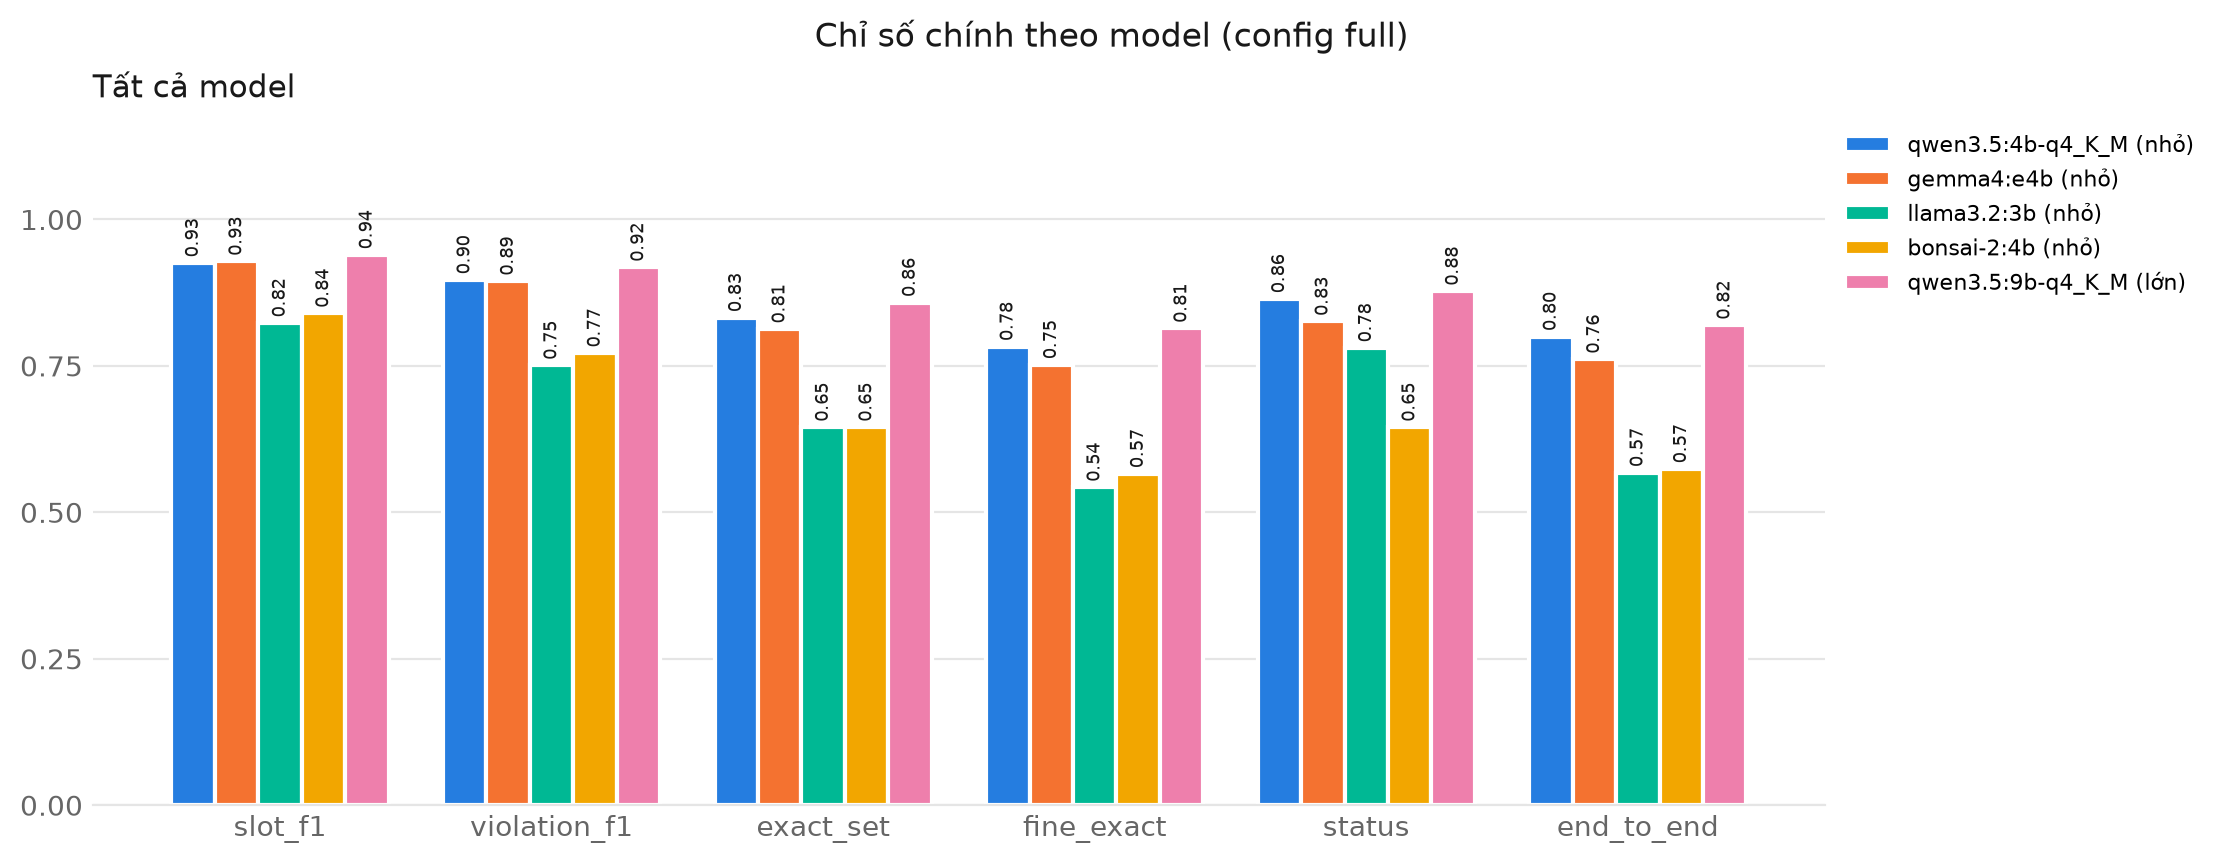 Chỉ số chính theo model (config full)
Tất cả model
qwen3.5:4b-q4_K_M (nhỏ)
gemma4:e4b (nhỏ)
llama3.2:3b (nhỏ)
bonsai-2:4b (nhỏ)
qwen3.5:9b-q4_K_M (lớn)
1.00
0.75
0.50
0.25
0.00
0.93 0.93 0.82 0.84 0.94
0.90 0.89 0.75 0.77 0.92
0.83 0.81 0.65 0.65 0.86
0.78 0.75 0.54 0.57 0.81
0.86 0.83 0.78 0.65 0.88
0.80 0.76 0.57 0.57 0.82
slot_f1 violation_f1 exact_set fine_exact status end_to_end